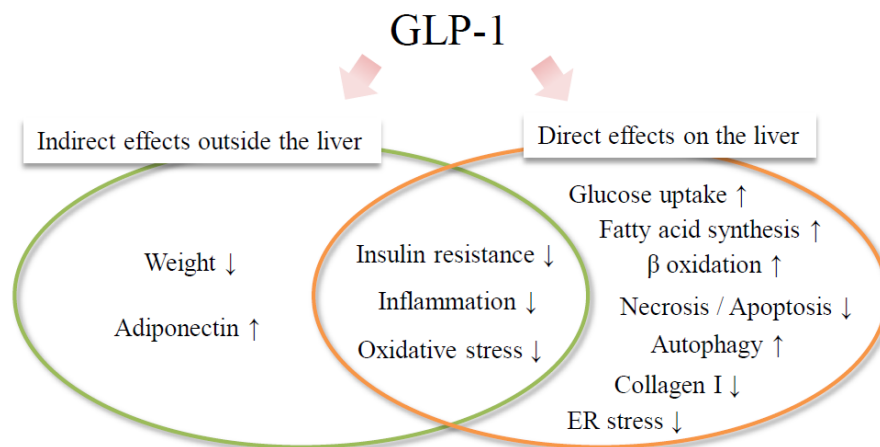 GLP-1
Indirect effects outside the liver
Direct effects on the liver
Weight ↓
Adiponectin ↑
Insulin resistance ↓
Inflammation ↓
Oxidative stress ↓
Glucose uptake ↑
Fatty acid synthesis ↑
β oxidation ↑
Necrosis / Apoptosis ↓
Autophagy ↑
Collagen I ↓
ER stress ↓